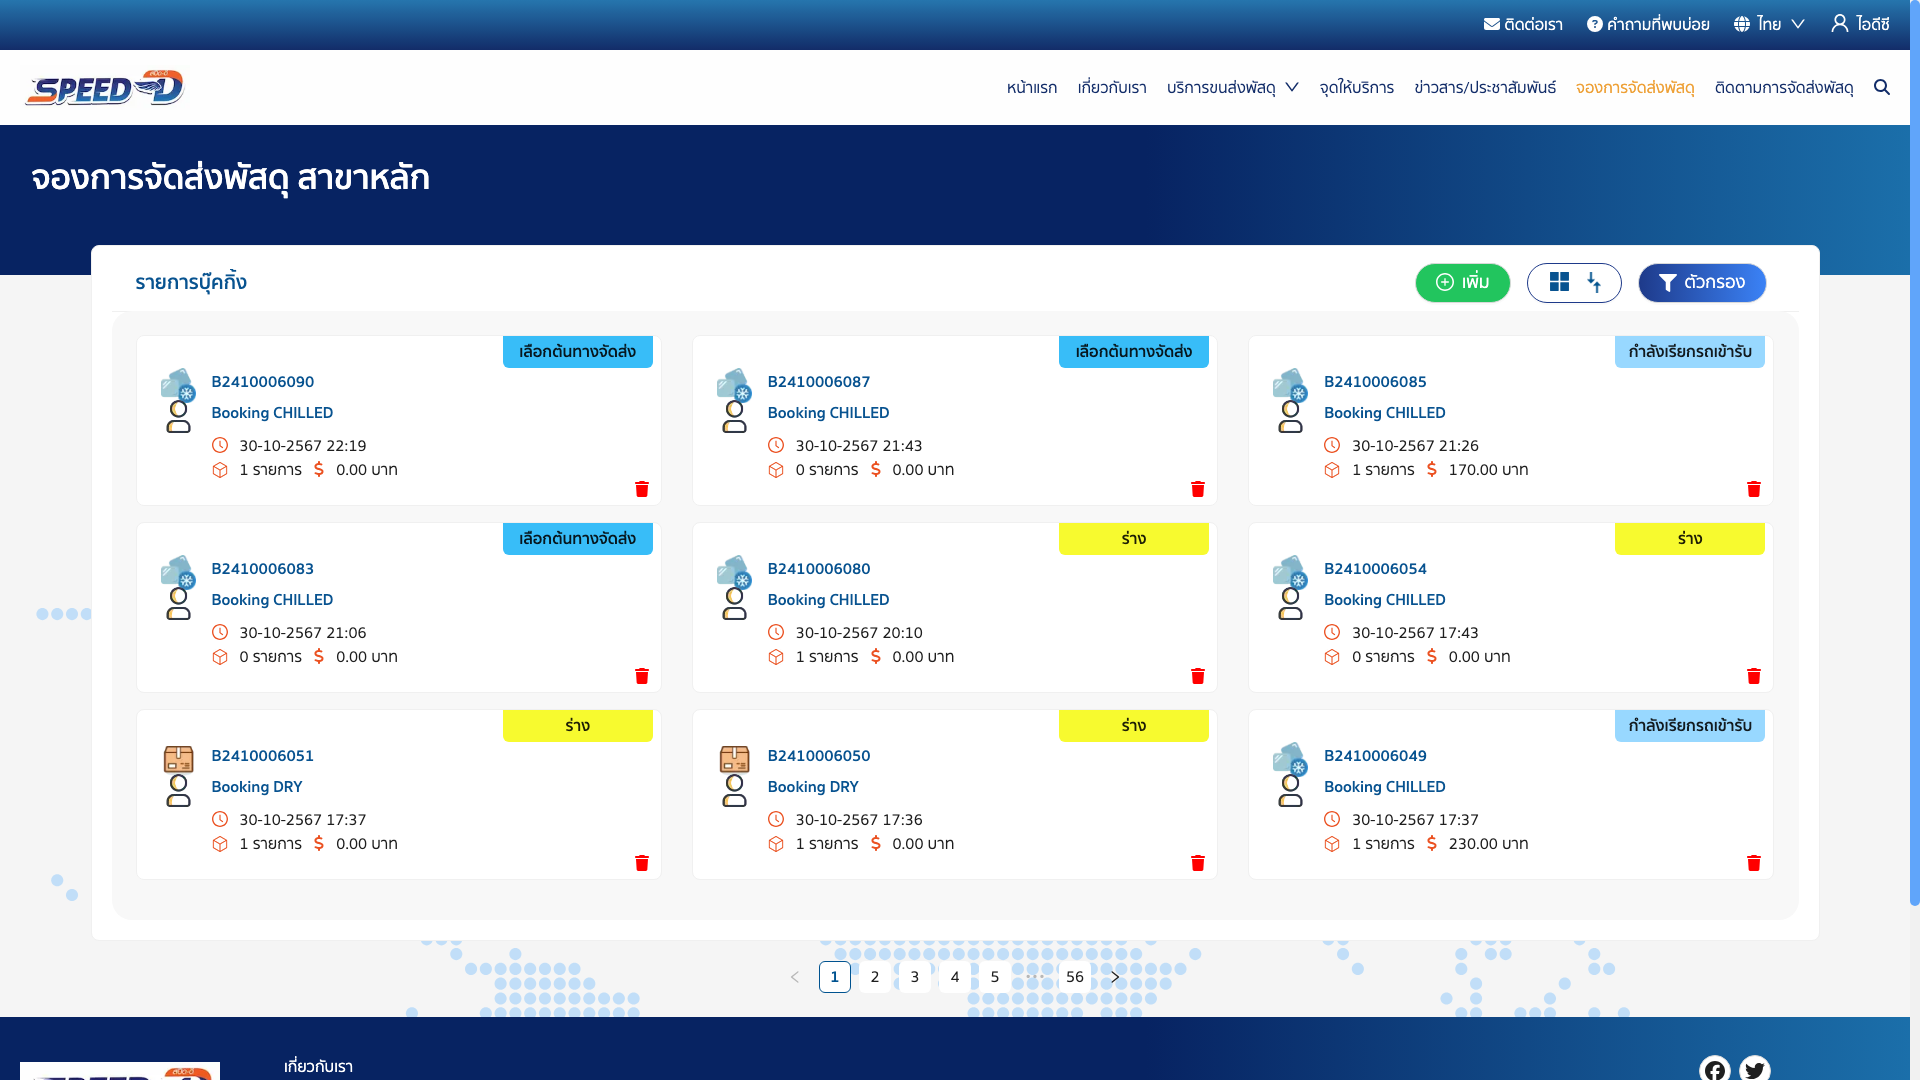 ติดต่อเรา คำถามที่พบบ่อย ไทย ไอดีซี
SPEED-D
หน้าแรก เกี่ยวกับเรา บริการขนส่งพัสดุ จุดให้บริการ ข่าวสาร/ประชาสัมพันธ์ จองการจัดส่งพัสดุ ติดตามการจัดส่งพัสดุ
จองการจัดส่งพัสดุ สาขาหลัก
รายการบุ๊คกิ้ง เพิ่ม ตัวกรอง
เลือกต้นทางจัดส่ง
B2410006090
Booking CHILLED
30-10-2567 22:19
1 รายการ $ 0.00 บาท
เลือกต้นทางจัดส่ง
B2410006087
Booking CHILLED
30-10-2567 21:43
0 รายการ $ 0.00 บาท
กำลังเรียกรถเข้ารับ
B2410006085
Booking CHILLED
30-10-2567 21:26
1 รายการ $ 170.00 บาท
เลือกต้นทางจัดส่ง
B2410006083
Booking CHILLED
30-10-2567 21:06
0 รายการ $ 0.00 บาท
ร่าง
B2410006080
Booking CHILLED
30-10-2567 20:10
1 รายการ $ 0.00 บาท
ร่าง
B2410006054
Booking CHILLED
30-10-2567 17:43
0 รายการ $ 0.00 บาท
ร่าง
B2410006051
Booking DRY
30-10-2567 17:37
1 รายการ $ 0.00 บาท
ร่าง
B2410006050
Booking DRY
30-10-2567 17:36
1 รายการ $ 0.00 บาท
กำลังเรียกรถเข้ารับ
B2410006049
Booking CHILLED
30-10-2567 17:37
1 รายการ $ 230.00 บาท
1 2 3 4 5 ••• 56
เกี่ยวกับเรา